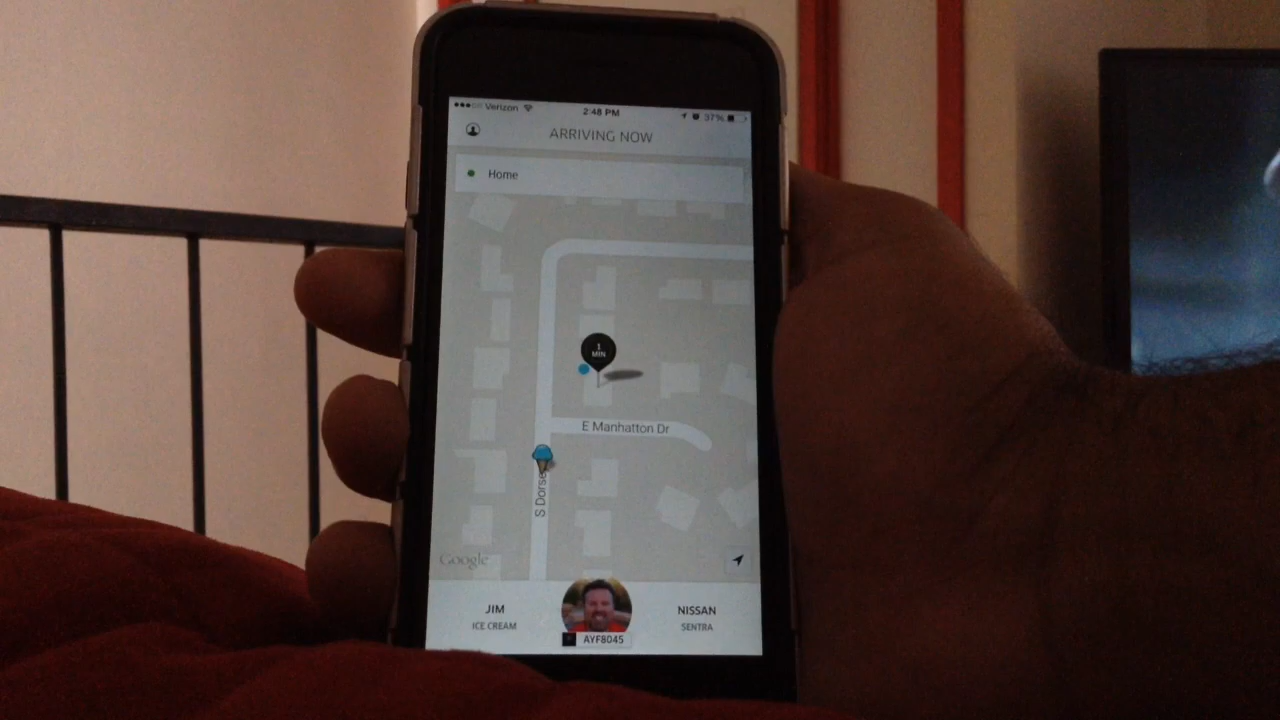 Verizon 2:48 PM 37%
ARRIVING NOW
Home
1
MIN
E Manhatton Dr
S Dorse
Google
JIM
ICE CREAM
NISSAN
SENTRA
AYF8045